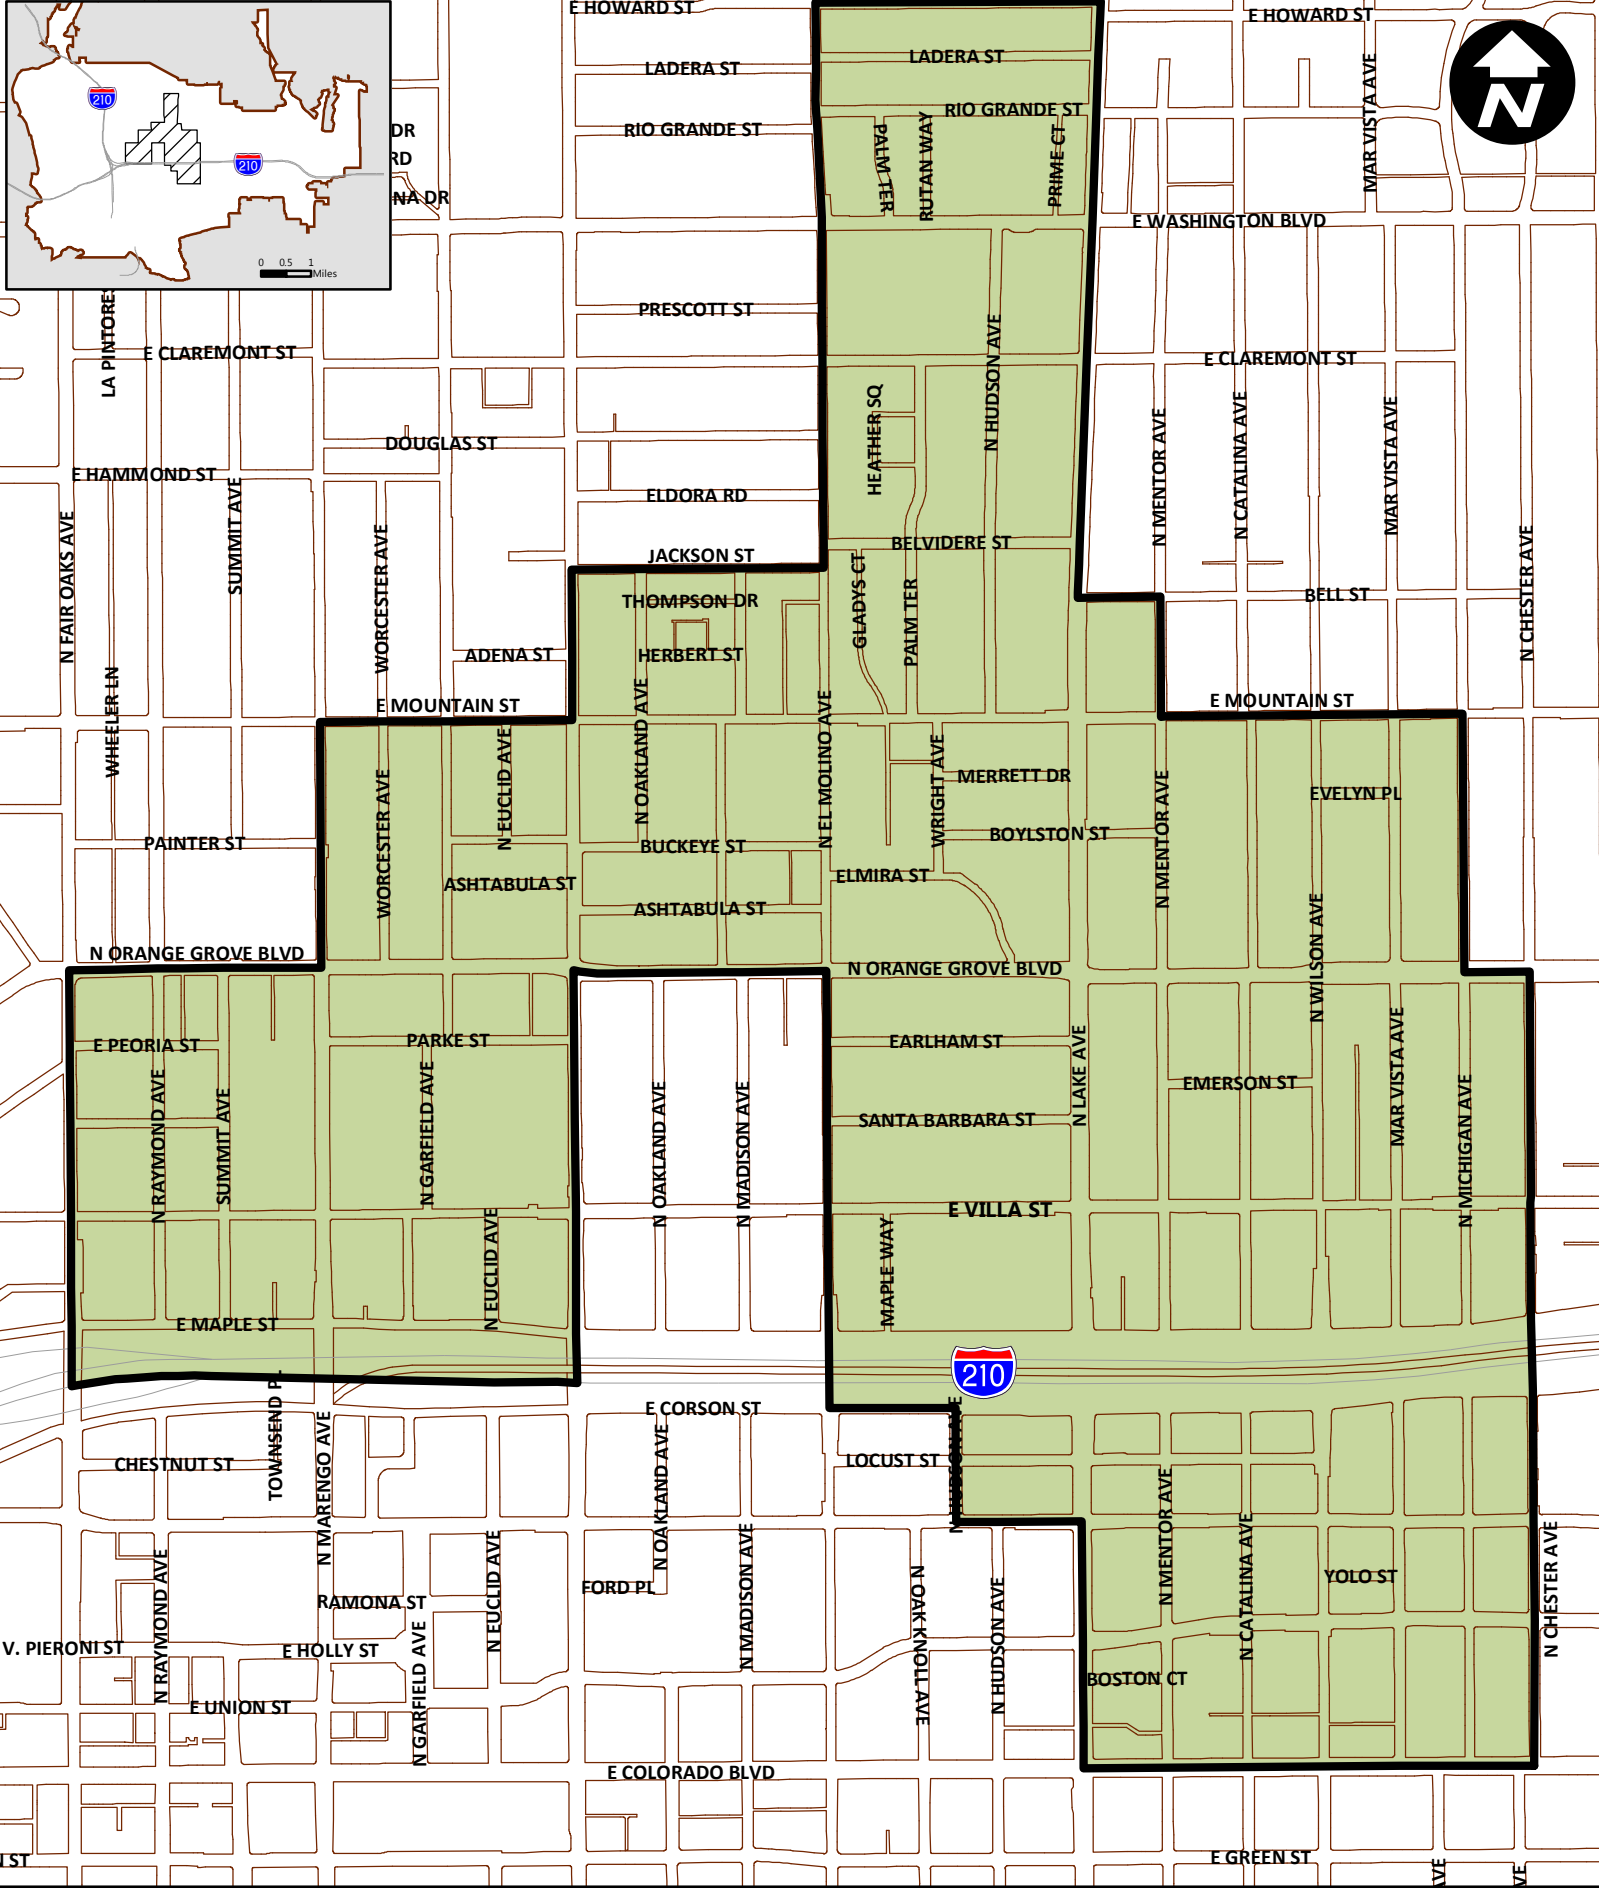 E HOWARD ST
E HOWARD ST
LADERA ST
LADERA ST
RIO GRANDE ST
RIO GRANDE ST
PALM TER
RUTAN WAY
PRIME CT
MAR VISTA AVE
N
210
210
0 0.5 1
Miles
DR
RD
NA DR
E WASHINGTON BLVD
PRESCOTT ST
E CLAREMONT ST
E CLAREMONT ST
N HUDSON AVE
HEATHER SQ
DOUGLAS ST
E HAMMOND ST
ELDORA RD
SUMMIT AVE
N FAIR OAKS AVE
WORCESTER AVE
N MENTOR AVE
N CATALINA AVE
MAR VISTA AVE
N CHESTER AVE
JACKSON ST
BELVIDERE ST
GLADYS CT
PALM TER
BELL ST
THOMPSON DR
HERBERT ST
ADENA ST
WHEELER LN
E MOUNTAIN ST
E MOUNTAIN ST
N OAKLAND AVE
N EL MOLINO AVE
N EUCLID AVE
WORCESTER AVE
WRIGHT AVE
MERRETT DR
N MENTOR AVE
EVELYN PL
PAINTER ST
BUCKEYE ST
BOYLSTON ST
ELMIRA ST
ASHTABULA ST
ASHTABULA ST
N WILSON AVE
N ORANGE GROVE BLVD
N ORANGE GROVE BLVD
E PEORIA ST
PARKE ST
EARLHAM ST
N LAKE AVE
MAR VISTA AVE
EMERSON ST
N RAYMOND AVE
SUMMIT AVE
N GARFIELD AVE
N OAKLAND AVE
N MADISON AVE
SANTA BARBARA ST
N MICHIGAN AVE
E VILLA ST
N EUCLID AVE
MAPLE WAY
E MAPLE ST
210
TOWNSEND PL
E CORSON ST
N HUDSON AVE
N MARENGO AVE
N OAKLAND AVE
CHESTNUT ST
LOCUST ST
N MENTOR AVE
N CATALINA AVE
N RAYMOND AVE
N EUCLID AVE
N MADISON AVE
N OAK KNOLL AVE
N HUDSON AVE
N CHESTER AVE
YOLO ST
FORD PL
RAMONA ST
N GARFIELD AVE
V. PIERONI ST
E HOLLY ST
BOSTON CT
E UNION ST
E COLORADO BLVD
E GREEN ST
ST
AVE
VE